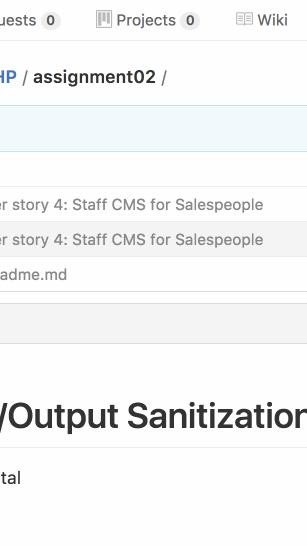 uests 0 Projects 0 Wiki
HP / assignment02 /
er story 4: Staff CMS for Salespeople
er story 4: Staff CMS for Salespeople
adme.md
/Output Sanitization
tal